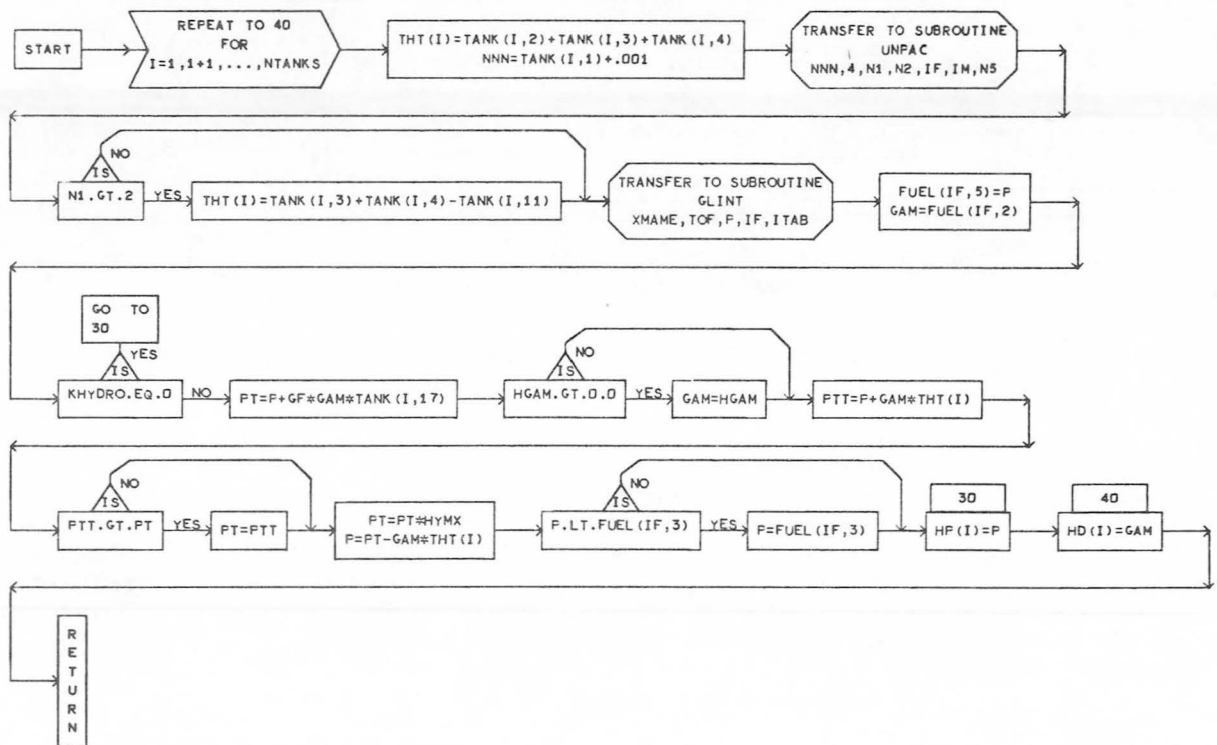 START
REPEAT TO 40
FOR
I=1,1+1,...,NTANKS
THT(I)=TANK(I,2)+TANK(I,3)+TANK(I,4)
NNN=TANK(I,1)+.001
TRANSFER TO SUBROUTINE
UNPAC
NNN,4,N1,N2,IF,IM,N5
NO
IS
N1.GT.2
YES
THT(I)=TANK(I,3)+TANK(I,4)-TANK(I,11)
TRANSFER TO SUBROUTINE
GLINT
XMAME,TOF,P,IF,ITAB
FUEL(IF,5)=P
GAM=FUEL(IF,2)
GO TO
30
YES
IS
KHYDRO.EQ.0
NO
PT=P+GF*GAM*TANK(I,17)
NO
IS
HGAM.GT.0.0
YES
GAM=HGAM
PTT=P+GAM*THT(I)
NO
IS
PTT.GT.PT
YES
PT=PTT
PT=PT*HYMX
P=PT-GAM*THT(I)
NO
IS
P.LT.FUEL(IF,3)
YES
P=FUEL(IF,3)
30
HP(I)=P
40
HD(I)=GAM
R
E
T
U
R
N